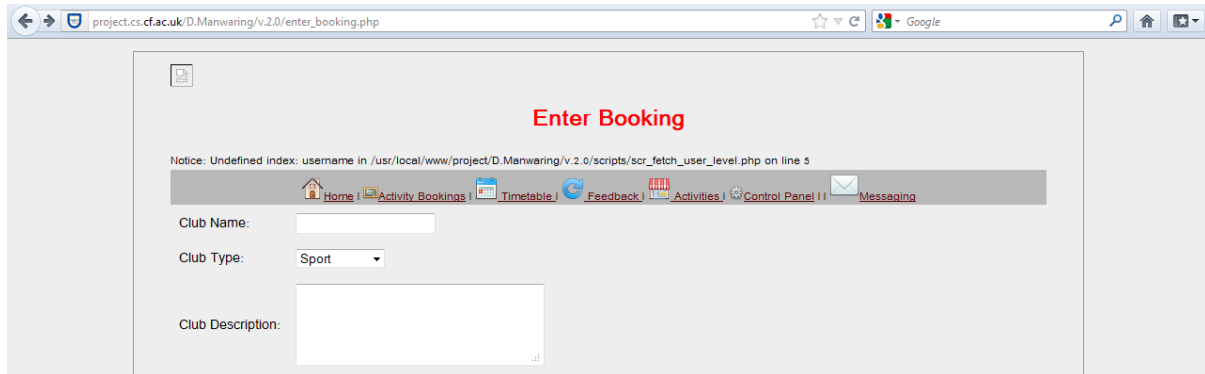 project.cs.cf.ac.uk/D.Manwaring/v.2.0/enter_booking.php Google
Enter Booking
Notice: Undefined index: username in /usr/local/www/project/D.Manwaring/v.2.0/scripts/scr_fetch_user_level.php on line 5
Home | Activity Bookings | Timetable | Feedback | Activities | Control Panel | | Messaging
Club Name:
Club Type: Sport
Club Description: